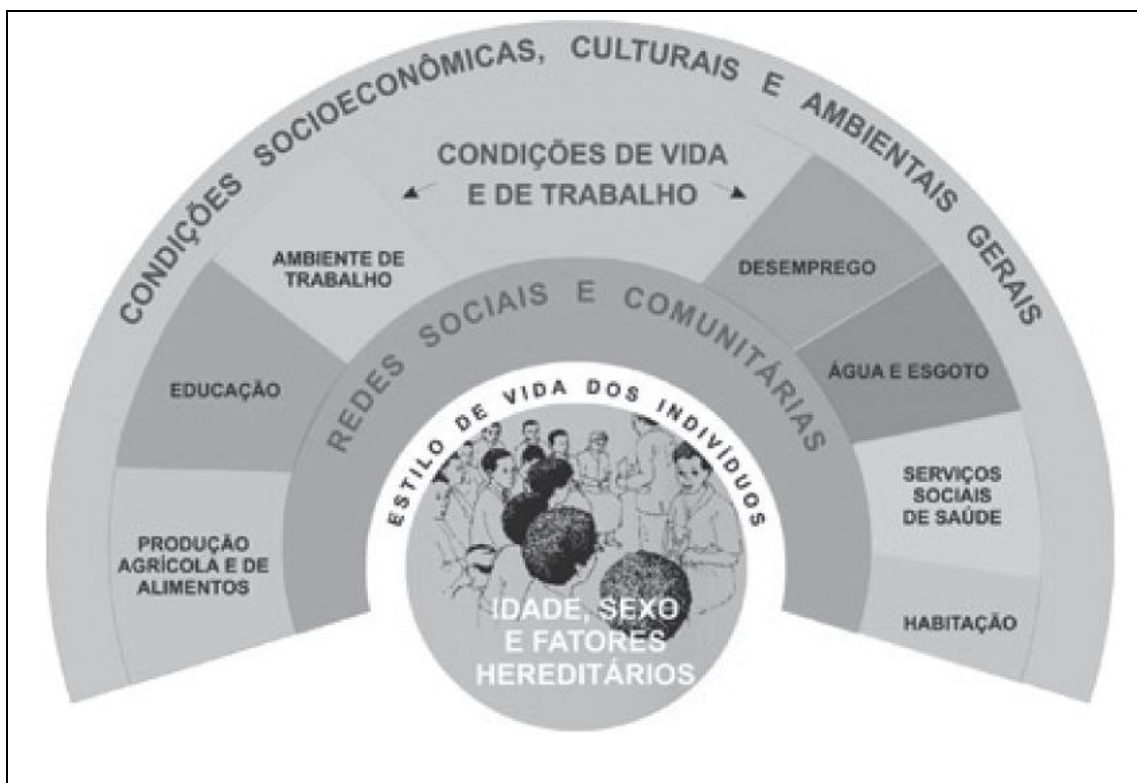 CONDIÇÕES SOCIOECONÔMICAS, CULTURAIS E AMBIENTAIS GERAIS
CONDIÇÕES DE VIDA
E DE TRABALHO
AMBIENTE DE
TRABALHO
DESEMPREGO
EDUCAÇÃO
ÁGUA E ESGOTO
PRODUÇÃO
AGRÍCOLA E DE
ALIMENTOS
SERVIÇOS
SOCIAIS
DE SAÚDE
HABITAÇÃO
REDES SOCIAIS E COMUNITÁRIAS
ESTILO DE VIDA DOS INDIVÍDUOS
IDADE, SEXO
E FATORES
HEREDITÁRIOS